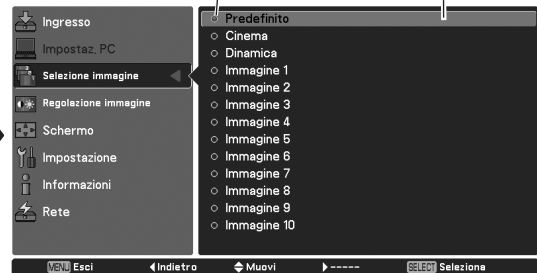 Ingresso
Impostaz. PC
Selezione immagine
Regolazione immagine
Schermo
Impostazione
Informazioni
Rete
Predefinito
Cinema
Dinamica
Immagine 1
Immagine 2
Immagine 3
Immagine 4
Immagine 5
Immagine 6
Immagine 7
Immagine 8
Immagine 9
Immagine 10
MENU Esci Indietro Muovi ----- SELECT Seleziona